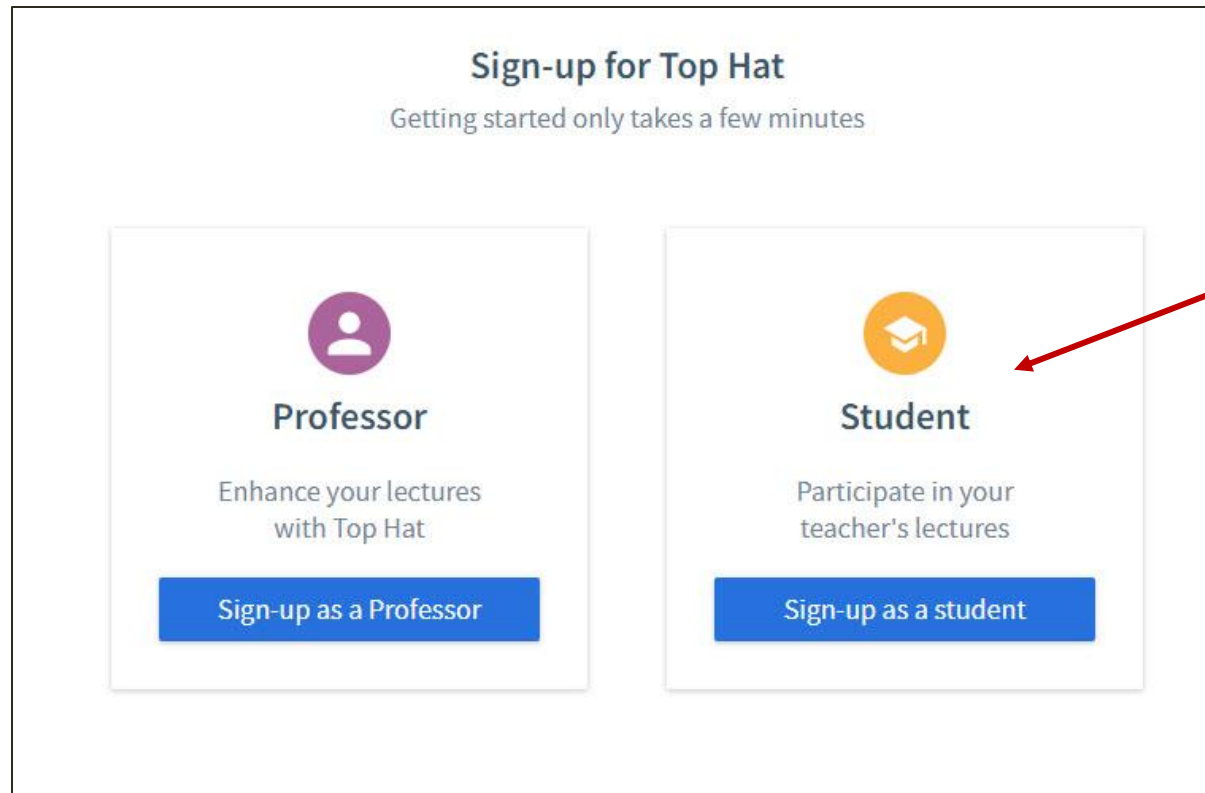 Sign-up for Top Hat
Getting started only takes a few minutes
Professor
Enhance your lectures
with Top Hat
Sign-up as a Professor
Student
Participate in your
teacher's lectures
Sign-up as a student